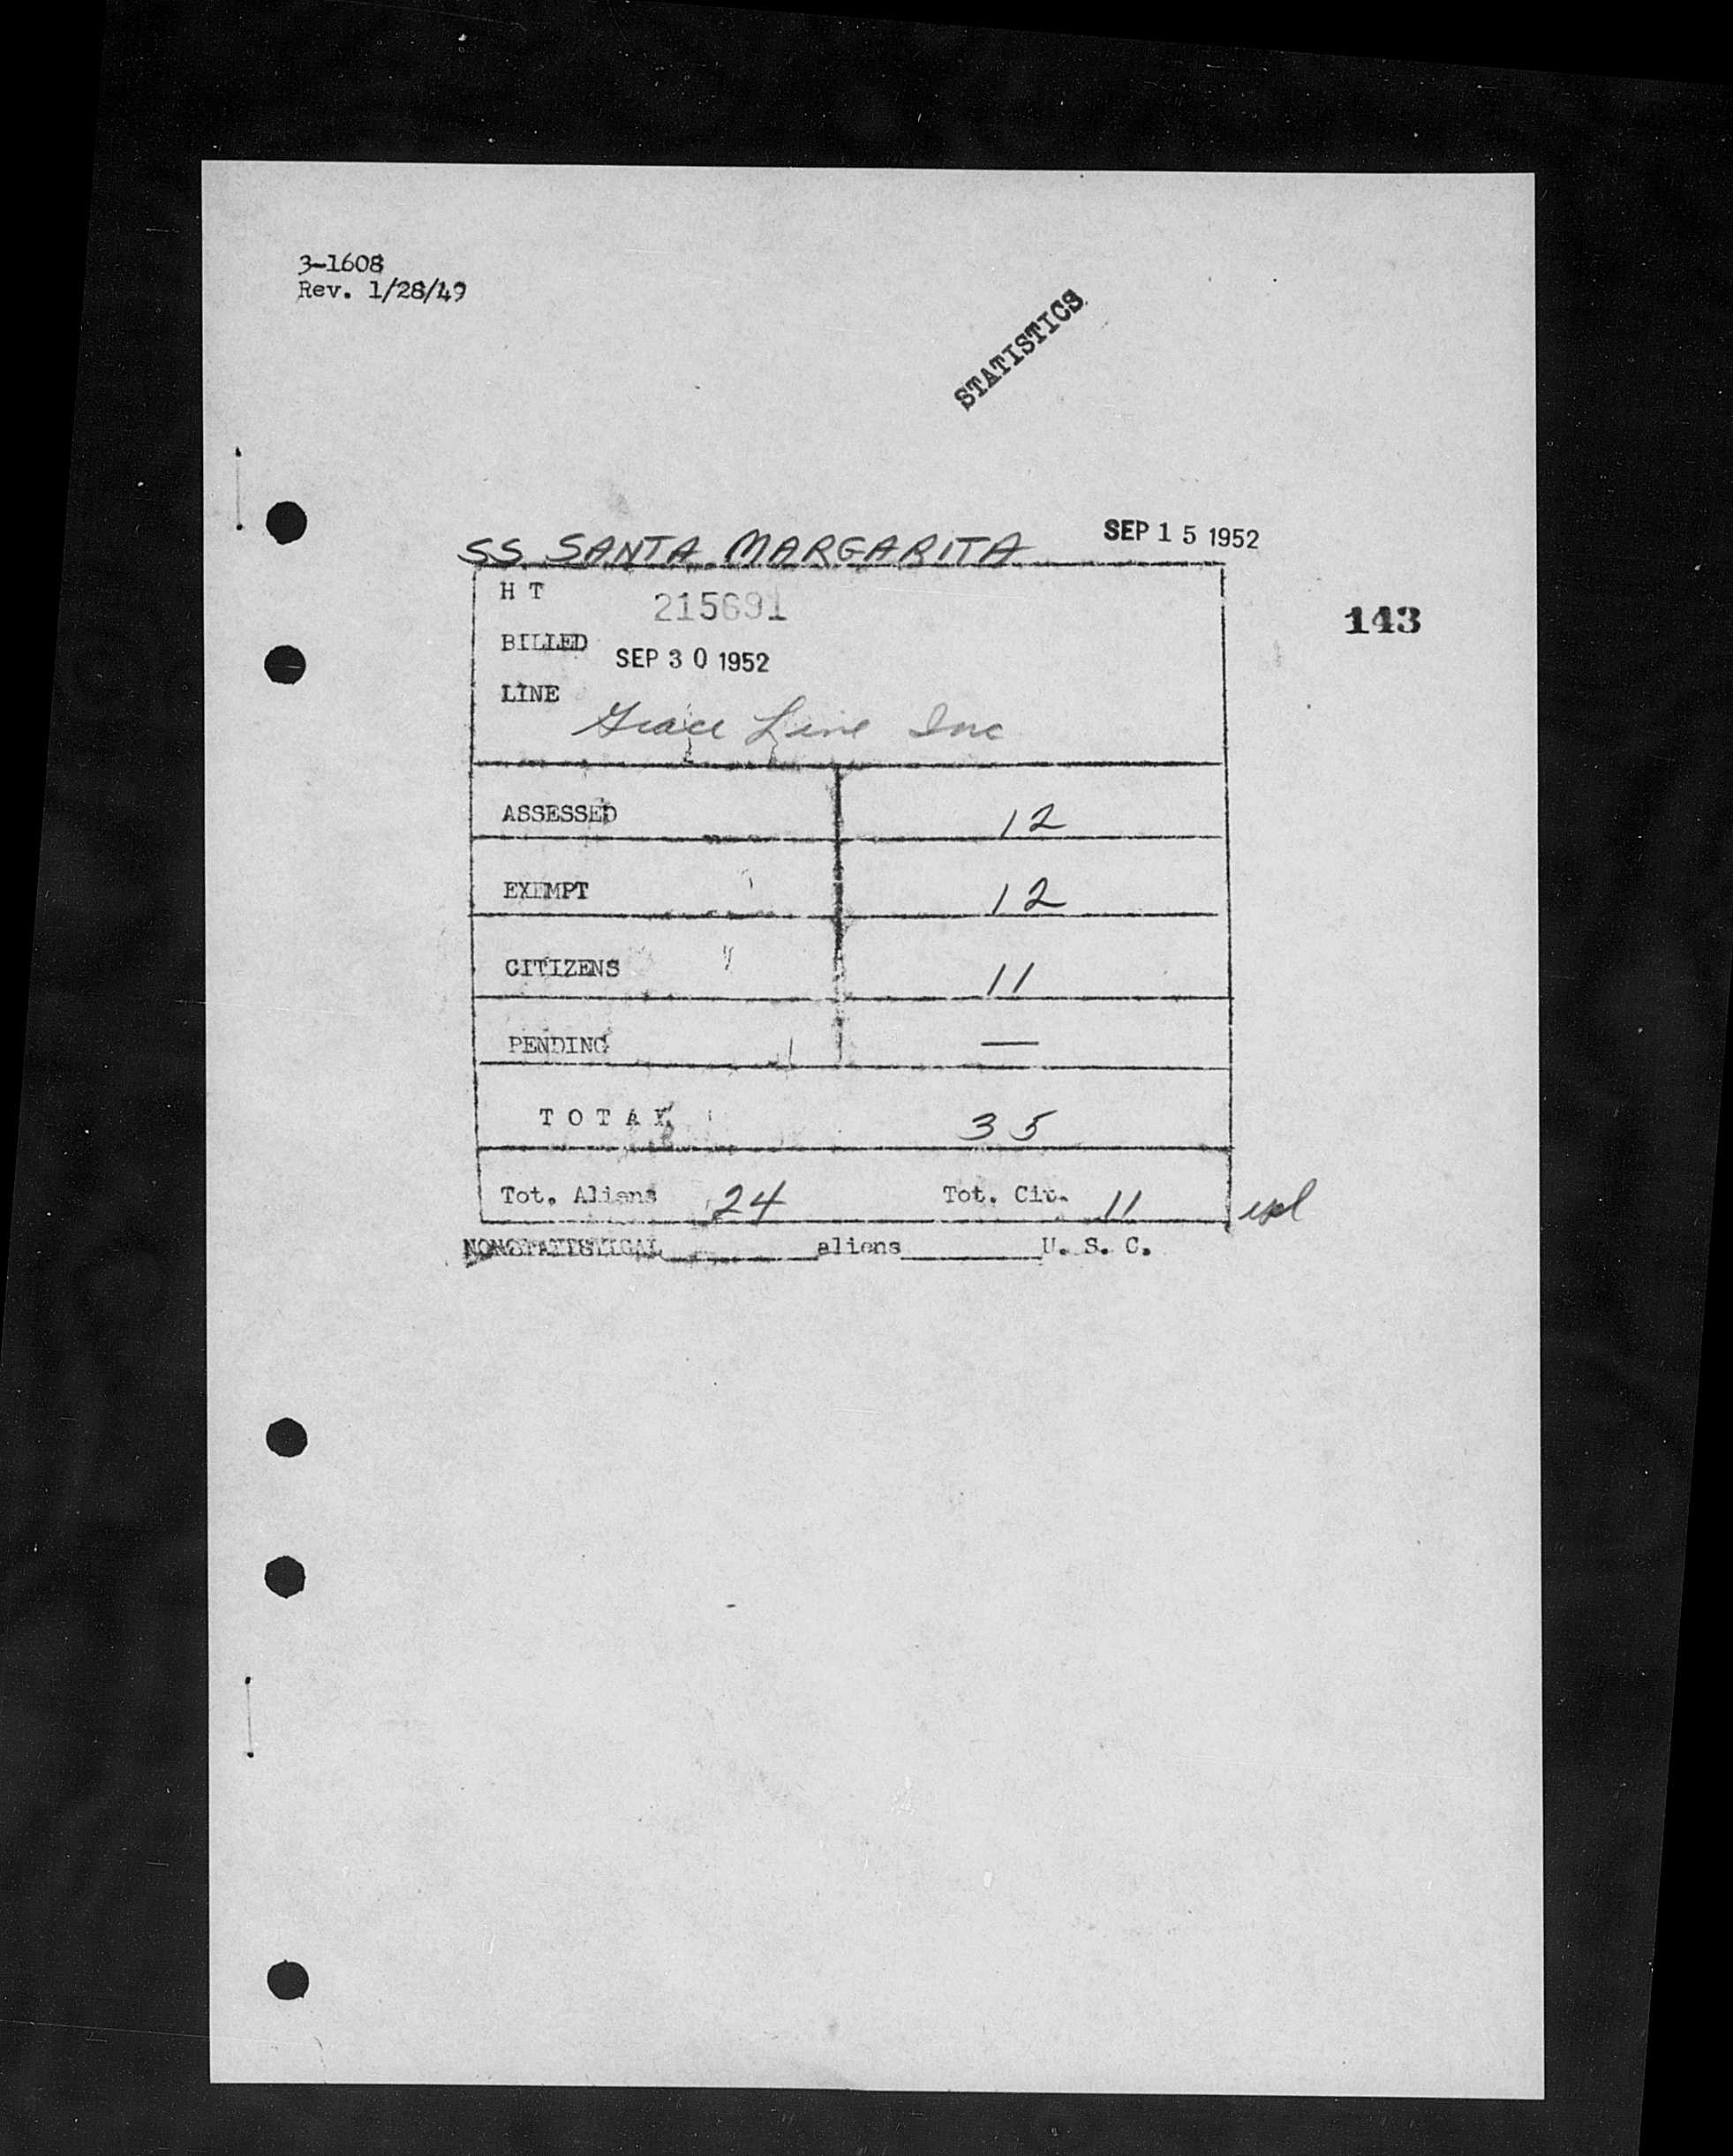 3-1608
Rev. 1/28/49
STATISTICS
SS SANTA MARGARITA SEP 15 1952
H T 215691
143
BILLED SEP 30 1952
LINE
Grace Line Inc
ASSESSED 12
EXEMPT 12
CITIZENS 11
PENDING —
TOTAL 35
Tot. Aliens 24 Tot. Cit. 11
NONSTATISTICAL aliens U. S. C.